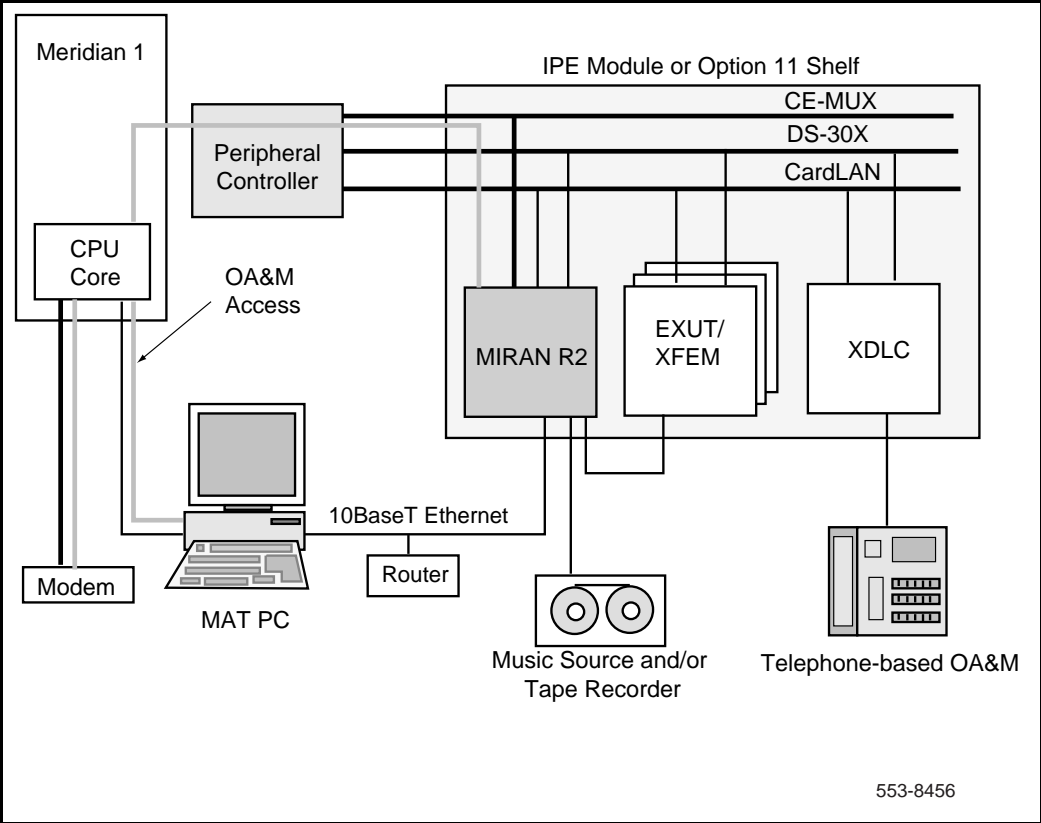 Meridian 1
IPE Module or Option 11 Shelf
CE-MUX
DS-30X
CardLAN
Peripheral
Controller
CPU
Core
OA&M
Access
MIRAN R2
EXUT/
XFEM
XDLC
10BaseT Ethernet
Router
Modem
MAT PC
Music Source and/or
Tape Recorder
Telephone-based OA&M
553-8456